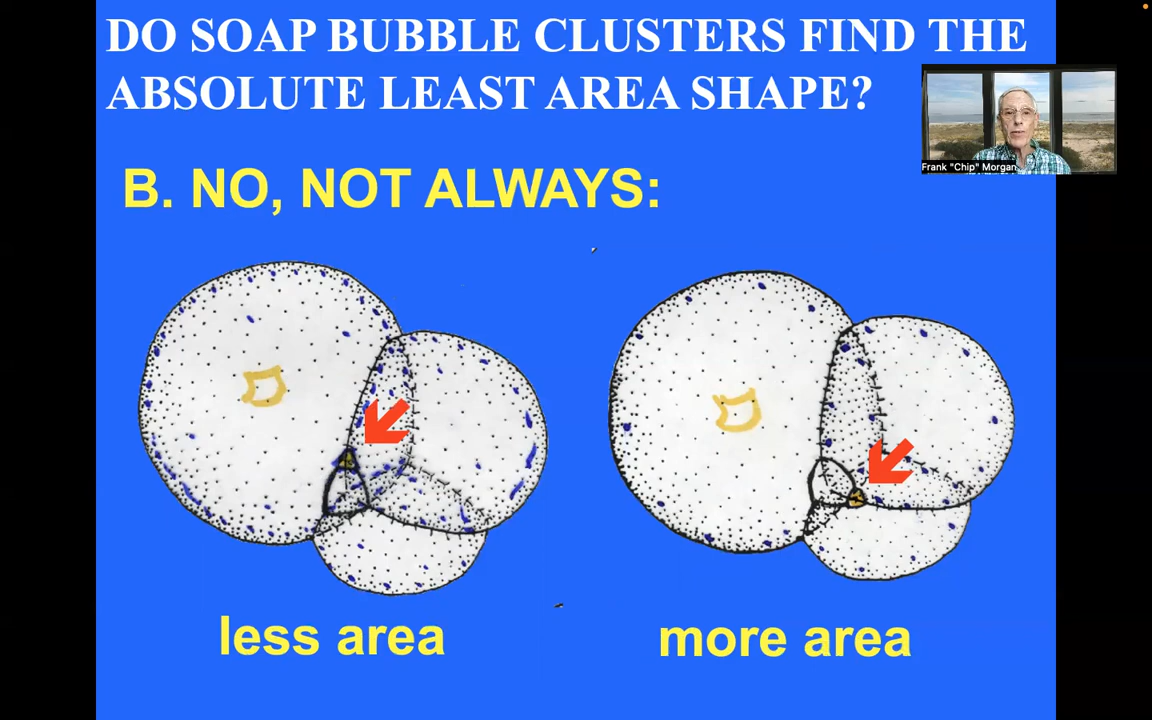 DO SOAP BUBBLE CLUSTERS FIND THE
ABSOLUTE LEAST AREA SHAPE?
Frank "Chip" Morgan
B. NO, NOT ALWAYS:
less area
more area